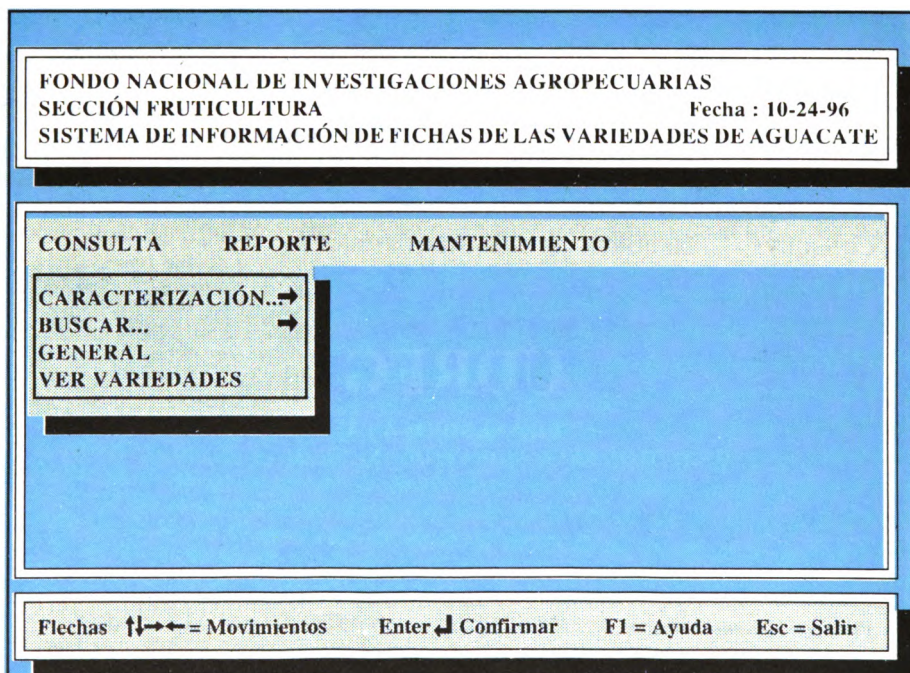 FONDO NACIONAL DE INVESTIGACIONES AGROPECUARIAS
SECCIÓN FRUTICULTURA Fecha : 10-24-96
SISTEMA DE INFORMACIÓN DE FICHAS DE LAS VARIEDADES DE AGUACATE
CONSULTA REPORTE MANTENIMIENTO
CARACTERIZACIÓN...→
BUSCAR... →
GENERAL
VER VARIEDADES
Flechas ↑↓→← = Movimientos Enter ↲ Confirmar F1 = Ayuda Esc = Salir